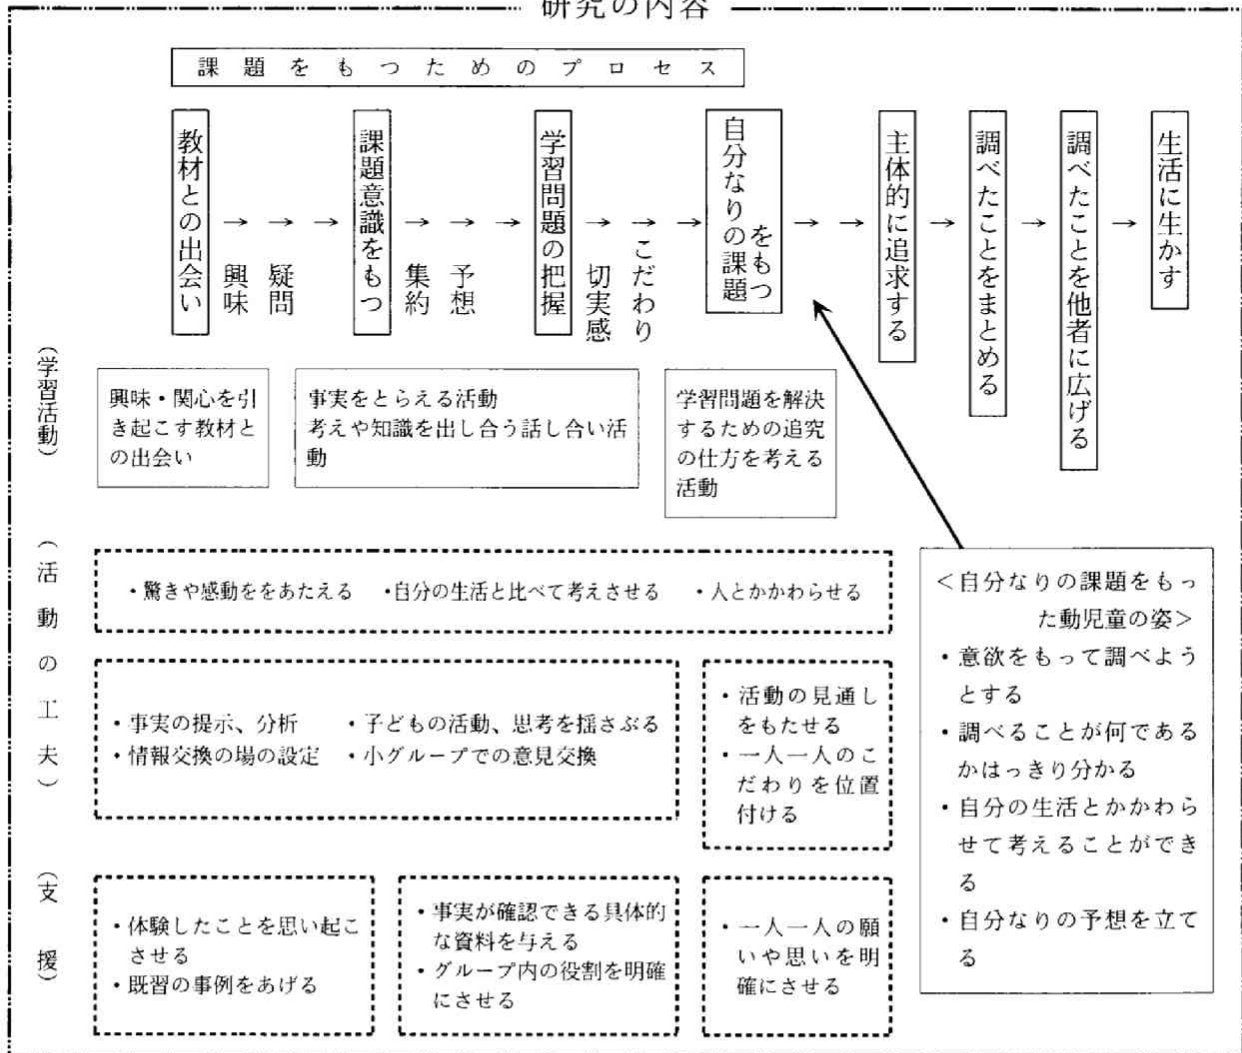 研究の内容
課題をもつためのプロセス
教材との出会い
→
興味
→
疑問
→
課題意識をもつ
→
集約
→
予想
→
学習問題の把握
→
切実感
→
こだわり
→
自分なりの課題
をもつ
→
→
主体的に追求する
→
調べたことをまとめる
→
調べたことを他者に広げる
→
生活に生かす
(学習活動)
興味・関心を引
き起こす教材と
の出会い
事実をとらえる活動
考えや知識を出し合う話し合い活
動
学習問題を解決
するための追究
の仕方を考える
活動
(活動の工夫)
・驚きや感動ををあたえる ・自分の生活と比べて考えさせる ・人とかかわらせる
・事実の提示、分析 ・子どもの活動、思考を揺さぶる
・情報交換の場の設定 ・小グループでの意見交換
・活動の見通し
をもたせる
・一人一人のこ
だわりを位置
付ける
(支援)
・体験したことを思い起こ
させる
・既習の事例をあげる
・事実が確認できる具体的
な資料を与える
・グループ内の役割を明確
にさせる
・一人一人の願
いや思いを明
確にさせる
<自分なりの課題をもっ
た動児童の姿>
・意欲をもって調べよう
とする
・調べることが何である
かはっきり分かる
・自分の生活とかかわら
せて考えることができ
る
・自分なりの予想を立て
る